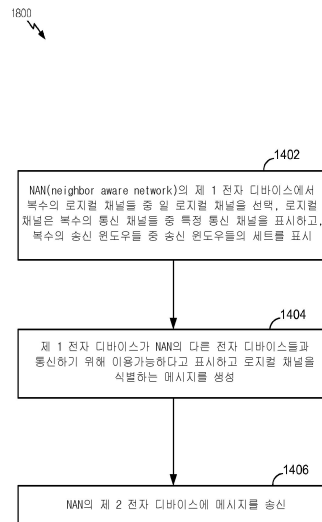 1800
1402
NAN(neighbor aware network)의 제 1 전자 디바이스에서
복수의 로지컬 채널들 중 일 로지컬 채널을 선택, 로지컬
채널은 복수의 통신 채널들 중 특정 통신 채널을 표시하고,
복수의 송신 윈도우들 중 송신 윈도우들의 세트를 표시
1404
제 1 전자 디바이스가 NAN의 다른 전자 디바이스들과
통신하기 위해 이용가능하다고 표시하고 로지컬 채널을
식별하는 메시지를 생성
1406
NAN의 제 2 전자 디바이스에 메시지를 송신